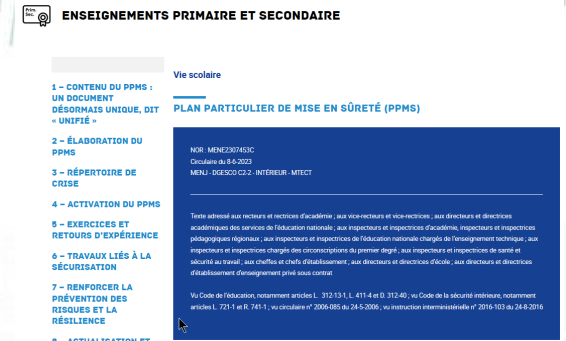 Prim.
Sec.
ENSEIGNEMENTS PRIMAIRE ET SECONDAIRE
1 – CONTENU DU PPMS :
UN DOCUMENT
DÉSORMAIS UNIQUE, DIT
« UNIFIÉ »
2 – ÉLABORATION DU
PPMS
3 – RÉPERTOIRE DE
CRISE
4 – ACTIVATION DU PPMS
5 – EXERCICES ET
RETOURS D'EXPÉRIENCE
6 – TRAVAUX LIÉS À LA
SÉCURISATION
7 – RENFORCER LA
PRÉVENTION DES
RISQUES ET LA
RÉSILIENCE
8 – ACTUALISATION ET
Vie scolaire
PLAN PARTICULIER DE MISE EN SÛRETÉ (PPMS)
NOR : MENE2307453C
Circulaire du 8-6-2023
MENJ - DGESCO C2-2 - INTÉRIEUR - MTECT
Texte adressé aux recteurs et rectrices d'académie ; aux vice-recteurs et vice-rectrices ; aux directeurs et directrices
académiques des services de l'éducation nationale ; aux inspecteurs et inspectrices d'académie, inspecteurs et inspectrices
pédagogiques régionaux ; aux inspecteurs et inspectrices de l'éducation nationale chargés de l'enseignement technique ; aux
inspecteurs et inspectrices chargés des circonscriptions du premier degré ; aux inspecteurs et inspectrices de santé et
sécurité au travail ; aux cheffes et chefs d'établissement ; aux directeurs et directrices d'école ; aux directeurs et directrices
d'établissement d'enseignement privé sous contrat
Vu Code de l'éducation, notamment articles L. 312-13-1, L. 411-4 et D. 312-40 ; vu Code de la sécurité intérieure, notamment
articles L. 721-1 et R. 741-1 ; vu circulaire n° 2006-085 du 24-5-2006 ; vu instruction interministérielle n° 2016-103 du 24-8-2016